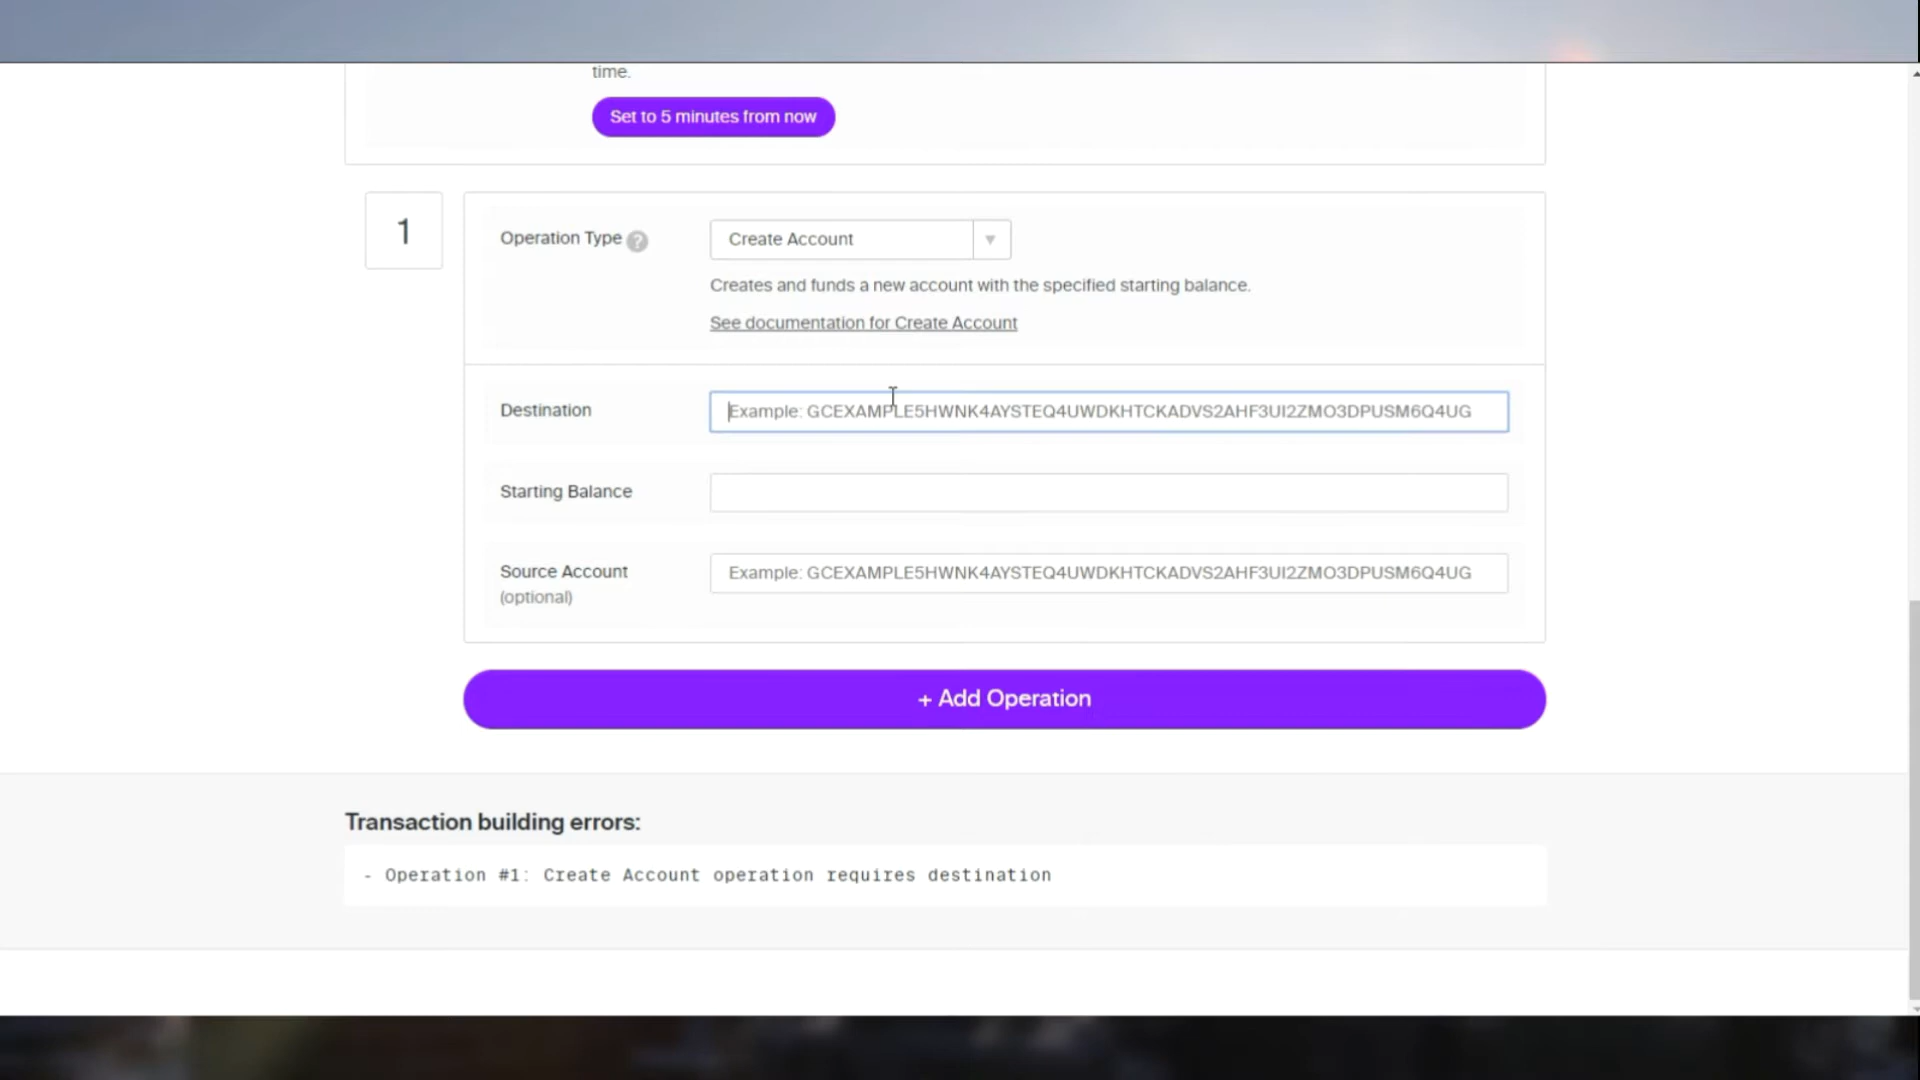 time.
Set to 5 minutes from now
1
Operation Type ?
Create Account
Creates and funds a new account with the specified starting balance.
See documentation for Create Account
Destination
Example: GCEXAMPLE5HWNK4AYSTEQ4UWDKHTCKADVS2AHF3UI2ZMO3DPUSM6Q4UG
Starting Balance
Source Account
(optional)
Example: GCEXAMPLE5HWNK4AYSTEQ4UWDKHTCKADVS2AHF3UI2ZMO3DPUSM6Q4UG
+ Add Operation
Transaction building errors:
- Operation #1: Create Account operation requires destination